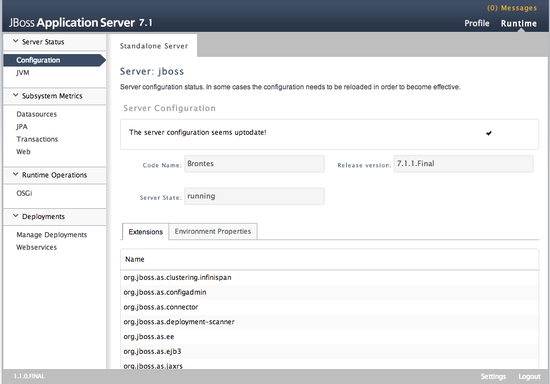 (0) Messages
JBoss Application Server 7.1
Profile Runtime
Server Status
Configuration
JVM
Subsystem Metrics
Datasources
JPA
Transactions
Web
Runtime Operations
OSGi
Deployments
Manage Deployments
Webservices
Standalone Server
Server: jboss
Server configuration status. In some cases the configuration needs to be reloaded in order to become effective.
Server Configuration
The server configuration seems uptodate!
Code Name: Brontes
Release version: 7.1.1.Final
Server State: running
Extensions Environment Properties
Name
org.jboss.as.clustering.infinispan
org.jboss.as.configadmin
org.jboss.as.connector
org.jboss.as.deployment-scanner
org.jboss.as.ee
org.jboss.as.ejb3
org.jboss.as.jaxrs
1.1.0.FINAL
Settings Logout